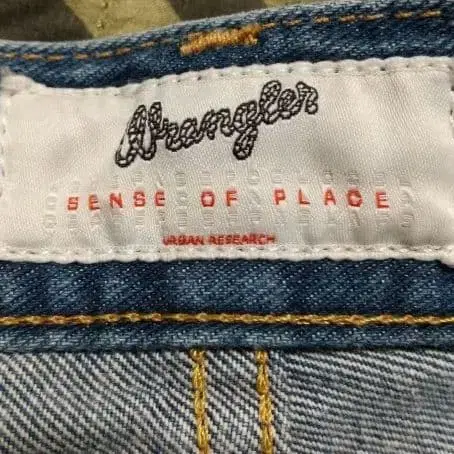 Wrangler
SENSE OF PLACE
URBAN RESEARCH